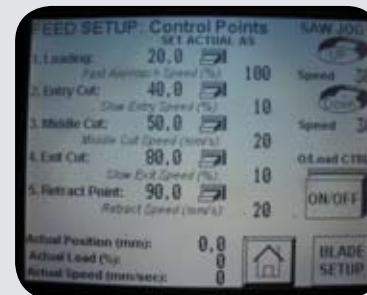 FEED SETUP: Control Points SAW JOG
SET ACTUAL AS
1. Loading: 20.0
Fast Approach Speed (%): 100 Speed
2. Entry Cut: 40.0
Slow Entry Speed (%): 10
3. Middle Cut: 50.0 Speed
Middle Cut Speed (mm/s): 20
4. Exit Cut: 80.0 O/Load CTRL
Slow Exit Speed (%): 10
5. Retract Point: 90.0 ON/OFF
Retract Speed (mm/s): 20
Actual Position (mm): 0.0
Actual Load (%): 0 BLADE
Actual Speed (mm/sec): 0 SETUP